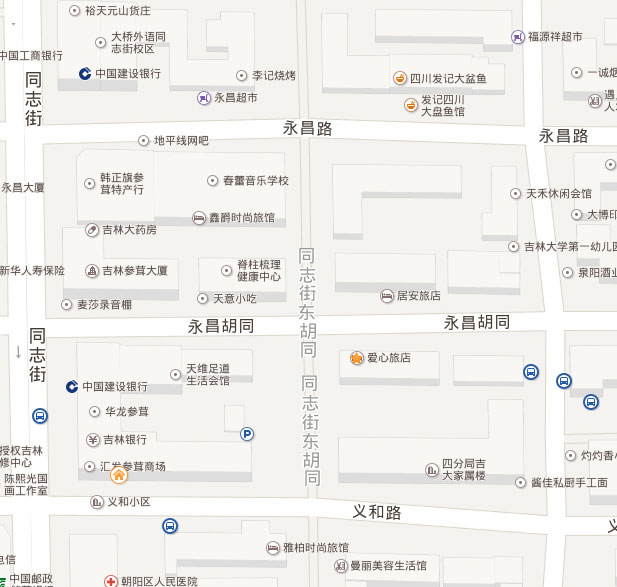 裕天元山货庄
大桥外语同
志街校区
中国工商银行
中国建设银行
李记烧烤
永昌超市
福源祥超市
四川发记大盆鱼
发记四川
大盘鱼馆
一诚烟
遇
人
同志街
永昌路
永昌路
地平线网吧
韩正旗参
茸特产行
春蕾音乐学校
永昌大厦
鑫爵时尚旅馆
吉林大药房
天禾休闲会馆
大博印
吉林大学第一幼儿园
新华人寿保险
吉林参茸大厦
脊柱梳理
健康中心
泉阳酒业
天意小吃
居安旅店
麦莎录音棚
同志街东胡同
永昌胡同
永昌胡同
同志街
爱心旅店
天维足道
生活会馆
中国建设银行
华龙参茸
P
吉林银行
同志街东胡同
授权吉林
修中心
汇发参茸商场
四分局吉
大家属楼
灼灼香小
陈熙光国
画工作室
酱佳私厨手工面
义和小区
义和路
义
雅柏时尚旅馆
息信
曼丽美容生活馆
中国邮政
朝阳区人民医院